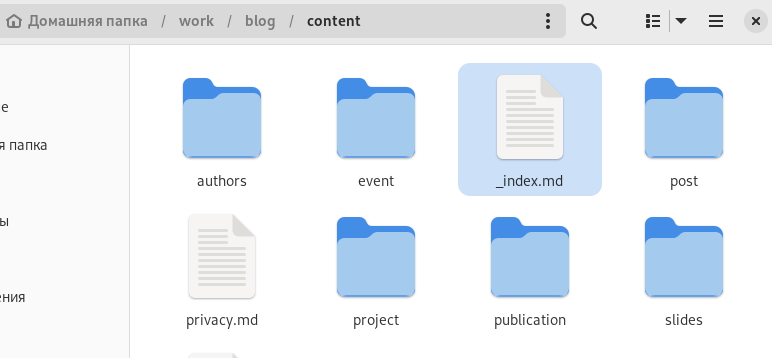 Домашняя папка / work / blog / content
е
я папка
ы
ения
authors event _index.md post
privacy.md project publication slides